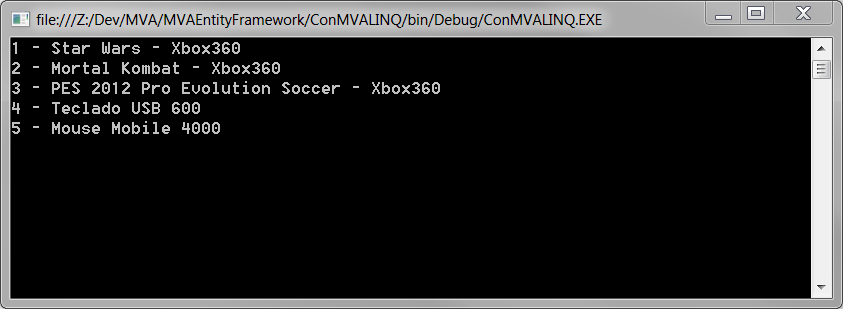 file:///Z:/Dev/MVA/MVAEntityFramework/ConMVALINQ/bin/Debug/ConMVALINQ.EXE
1 - Star Wars - Xbox360
2 - Mortal Kombat - Xbox360
3 - PES 2012 Pro Evolution Soccer - Xbox360
4 - Teclado USB 600
5 - Mouse Mobile 4000